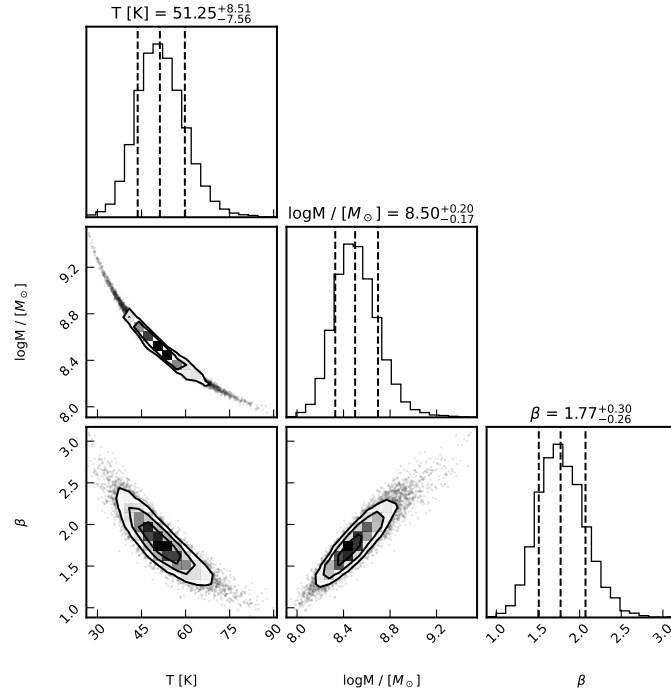 T [K] = 51.25+8.51−7.56
logM / [M⊙] = 8.50+0.20−0.17
logM / [M⊙]
9.2
8.8
8.4
8.0
β = 1.77+0.30−0.26
β
3.0
2.5
2.0
1.5
1.0
30 45 60 75 90
8.0 8.4 8.8 9.2
1.0 1.5 2.0 2.5 3.0
T [K] logM / [M⊙] β